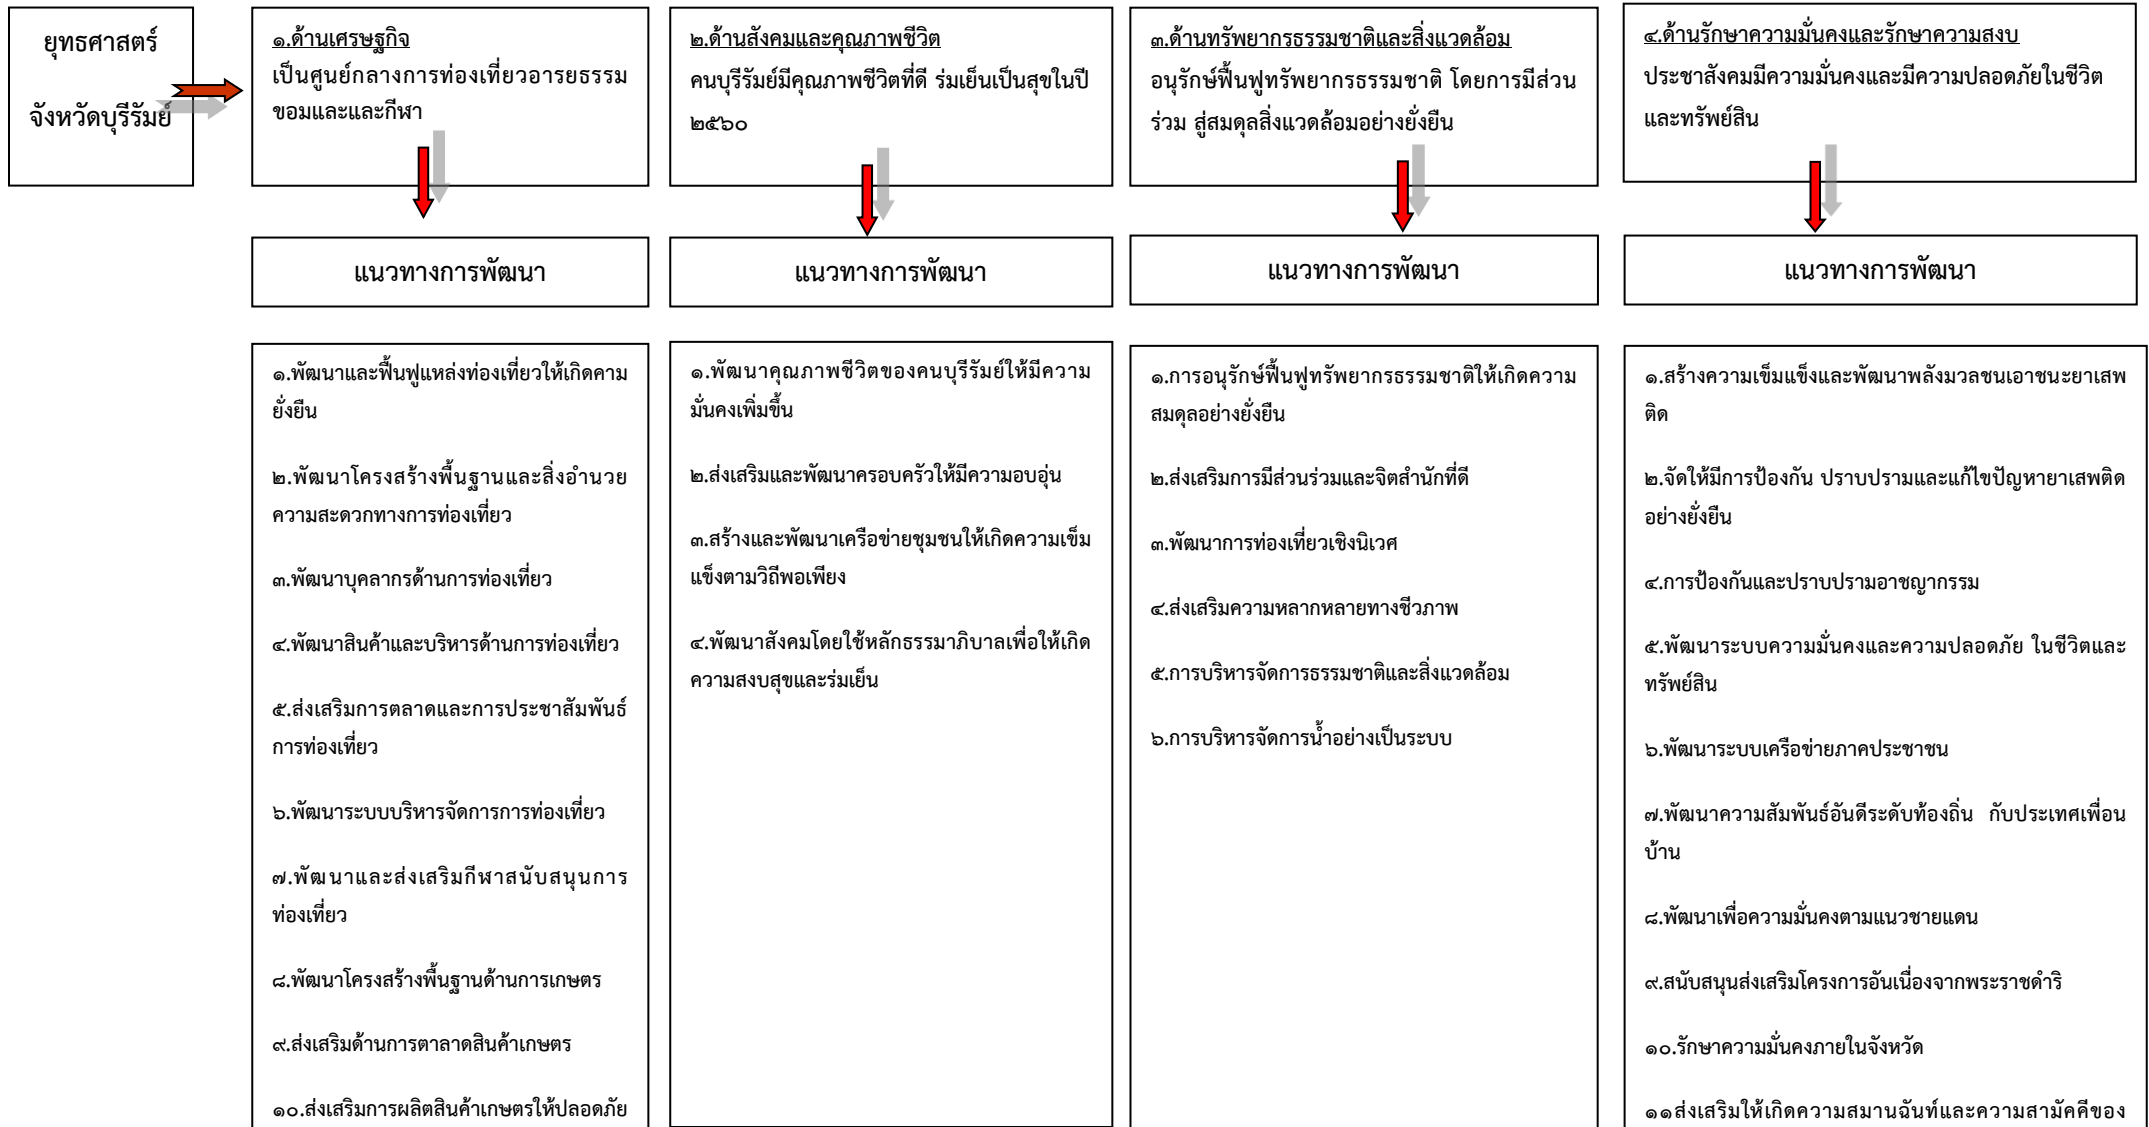 ยุทธศาสตร์
จังหวัดบุรีรัมย์
๑.ด้านเศรษฐกิจ
เป็นศูนย์กลางการท่องเที่ยวอารยธรรม
ขอมและและกีฬา
๒.ด้านสังคมและคุณภาพชีวิต
คนบุรีรัมย์มีคุณภาพชีวิตที่ดี ร่มเย็นเป็นสุขในปี
๒๕๖๐
๓.ด้านทรัพยากรธรรมชาติและสิ่งแวดล้อม
อนุรักษ์ฟื้นฟูทรัพยากรธรรมชาติ โดยการมีส่วน
ร่วม สู่สมดุลสิ่งแวดล้อมอย่างยั่งยืน
๔.ด้านรักษาความมั่นคงและรักษาความสงบ
ประชาสังคมมีความมั่นคงและมีความปลอดภัยในชีวิต
และทรัพย์สิน
แนวทางการพัฒนา
แนวทางการพัฒนา
แนวทางการพัฒนา
แนวทางการพัฒนา
๑.พัฒนาและฟื้นฟูแหล่งท่องเที่ยวให้เกิดคาม
ยั่งยืน
๒.พัฒนาโครงสร้างพื้นฐานและสิ่งอำนวย
ความสะดวกทางการท่องเที่ยว
๓.พัฒนาบุคลากรด้านการท่องเที่ยว
๔.พัฒนาสินค้าและบริหารด้านการท่องเที่ยว
๕.ส่งเสริมการตลาดและการประชาสัมพันธ์
การท่องเที่ยว
๖.พัฒนาระบบบริหารจัดการการท่องเที่ยว
๗.พัฒนาและส่งเสริมกีฬาสนับสนุนการ
ท่องเที่ยว
๘.พัฒนาโครงสร้างพื้นฐานด้านการเกษตร
๙.ส่งเสริมด้านการตาลาดสินค้าเกษตร
๑๐.ส่งเสริมการผลิตสินค้าเกษตรให้ปลอดภัย
๑.พัฒนาคุณภาพชีวิตของคนบุรีรัมย์ให้มีความ
มั่นคงเพิ่มขึ้น
๒.ส่งเสริมและพัฒนาครอบครัวให้มีความอบอุ่น
๓.สร้างและพัฒนาเครือข่ายชุมชนให้เกิดความเข็ม
แข็งตามวิถีพอเพียง
๔.พัฒนาสังคมโดยใช้หลักธรรมาภิบาลเพื่อให้เกิด
ความสงบสุขและร่มเย็น
๑.การอนุรักษ์ฟื้นฟูทรัพยากรธรรมชาติให้เกิดความ
สมดุลอย่างยั่งยืน
๒.ส่งเสริมการมีส่วนร่วมและจิตสำนักที่ดี
๓.พัฒนาการท่องเที่ยวเชิงนิเวศ
๔.ส่งเสริมความหลากหลายทางชีวภาพ
๕.การบริหารจัดการธรรมชาติและสิ่งแวดล้อม
๖.การบริหารจัดการน้ำอย่างเป็นระบบ
๑.สร้างความเข็มแข็งและพัฒนาพลังมวลชนเอาชนะยาเสพ
ติด
๒.จัดให้มีการป้องกัน ปราบปรามและแก้ไขปัญหายาเสพติด
อย่างยั่งยืน
๔.การป้องกันและปราบปรามอาชญากรรม
๕.พัฒนาระบบความมั่นคงและความปลอดภัย ในชีวิตและ
ทรัพย์สิน
๖.พัฒนาระบบเครือข่ายภาคประชาชน
๗.พัฒนาความสัมพันธ์อันดีระดับท้องถิ่น กับประเทศเพื่อน
บ้าน
๘.พัฒนาเพื่อความมั่นคงตามแนวชายแดน
๙.สนับสนุนส่งเสริมโครงการอันเนื่องจากพระราชดำริ
๑๐.รักษาความมั่นคงภายในจังหวัด
๑๑ส่งเสริมให้เกิดความสมานฉันท์และความสามัคคีของ